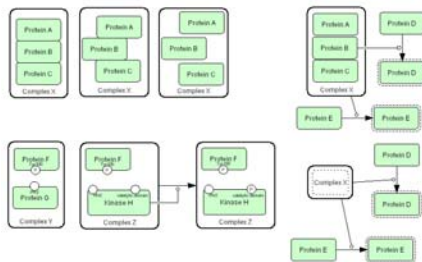 Protein A
Protein B
Protein C
Complex X
Protein A
Protein B
Protein C
Complex X
Protein A
Protein B
Protein C
Complex X
Protein A
Protein B
Protein C
Complex X
Protein D
Protein D
Protein E
Protein E
Protein F
P
Protein G
Complex Y
Protein F
P
Kinase H
Complex Z
Protein F
P
Kinase H
Complex Z
Complex X
Protein D
Protein D
Protein E
Protein E